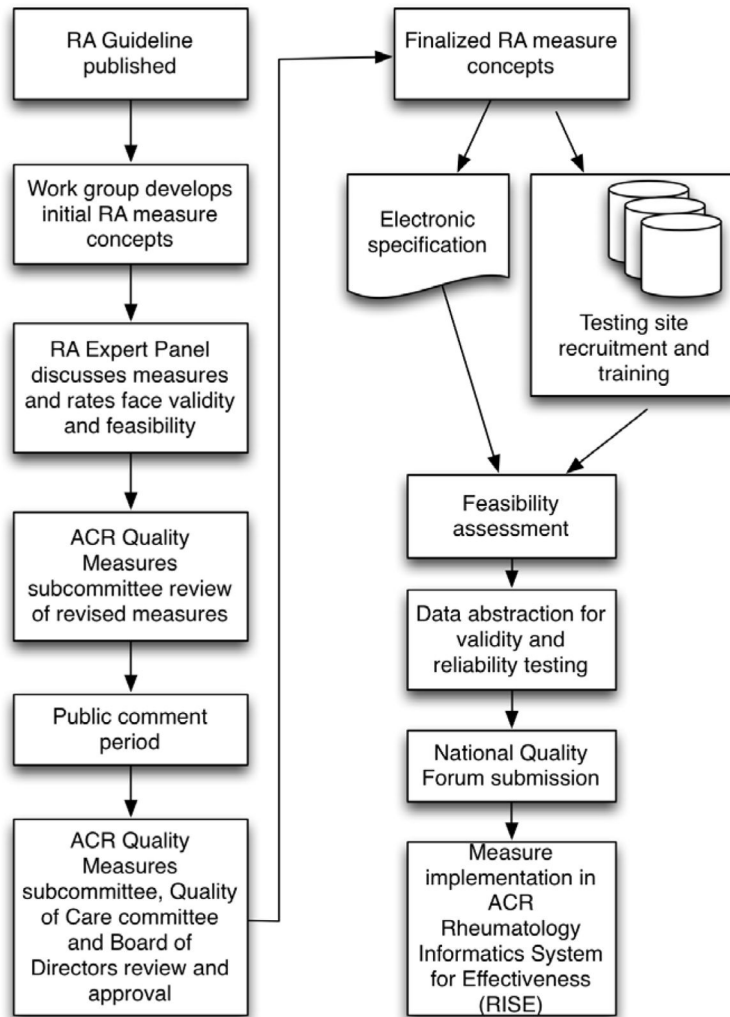 RA Guideline
published
Work group develops
initial RA measure
concepts
RA Expert Panel
discusses measures
and rates face validity
and feasibility
ACR Quality
Measures
subcommittee review
of revised measures
Public comment
period
ACR Quality
Measures
subcommittee, Quality
of Care committee
and Board of
Directors review and
approval
Finalized RA measure
concepts
Electronic
specification
Testing site
recruitment and
training
Feasibility
assessment
Data abstraction for
validity and
reliability testing
National Quality
Forum submission
Measure
implementation in
ACR
Rheumatology
Informatics System
for Effectiveness
(RISE)